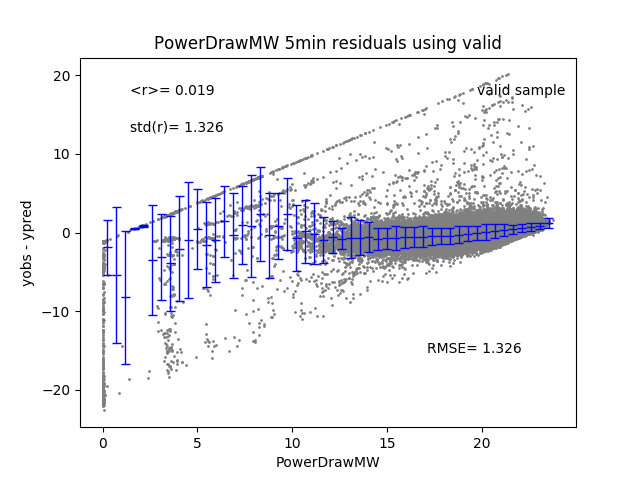 PowerDrawMW 5min residuals using valid
<r>= 0.019
valid sample
std(r)= 1.326
RMSE= 1.326
yobs - ypred
20
10
0
−10
−20
0 5 10 15 20
PowerDrawMW